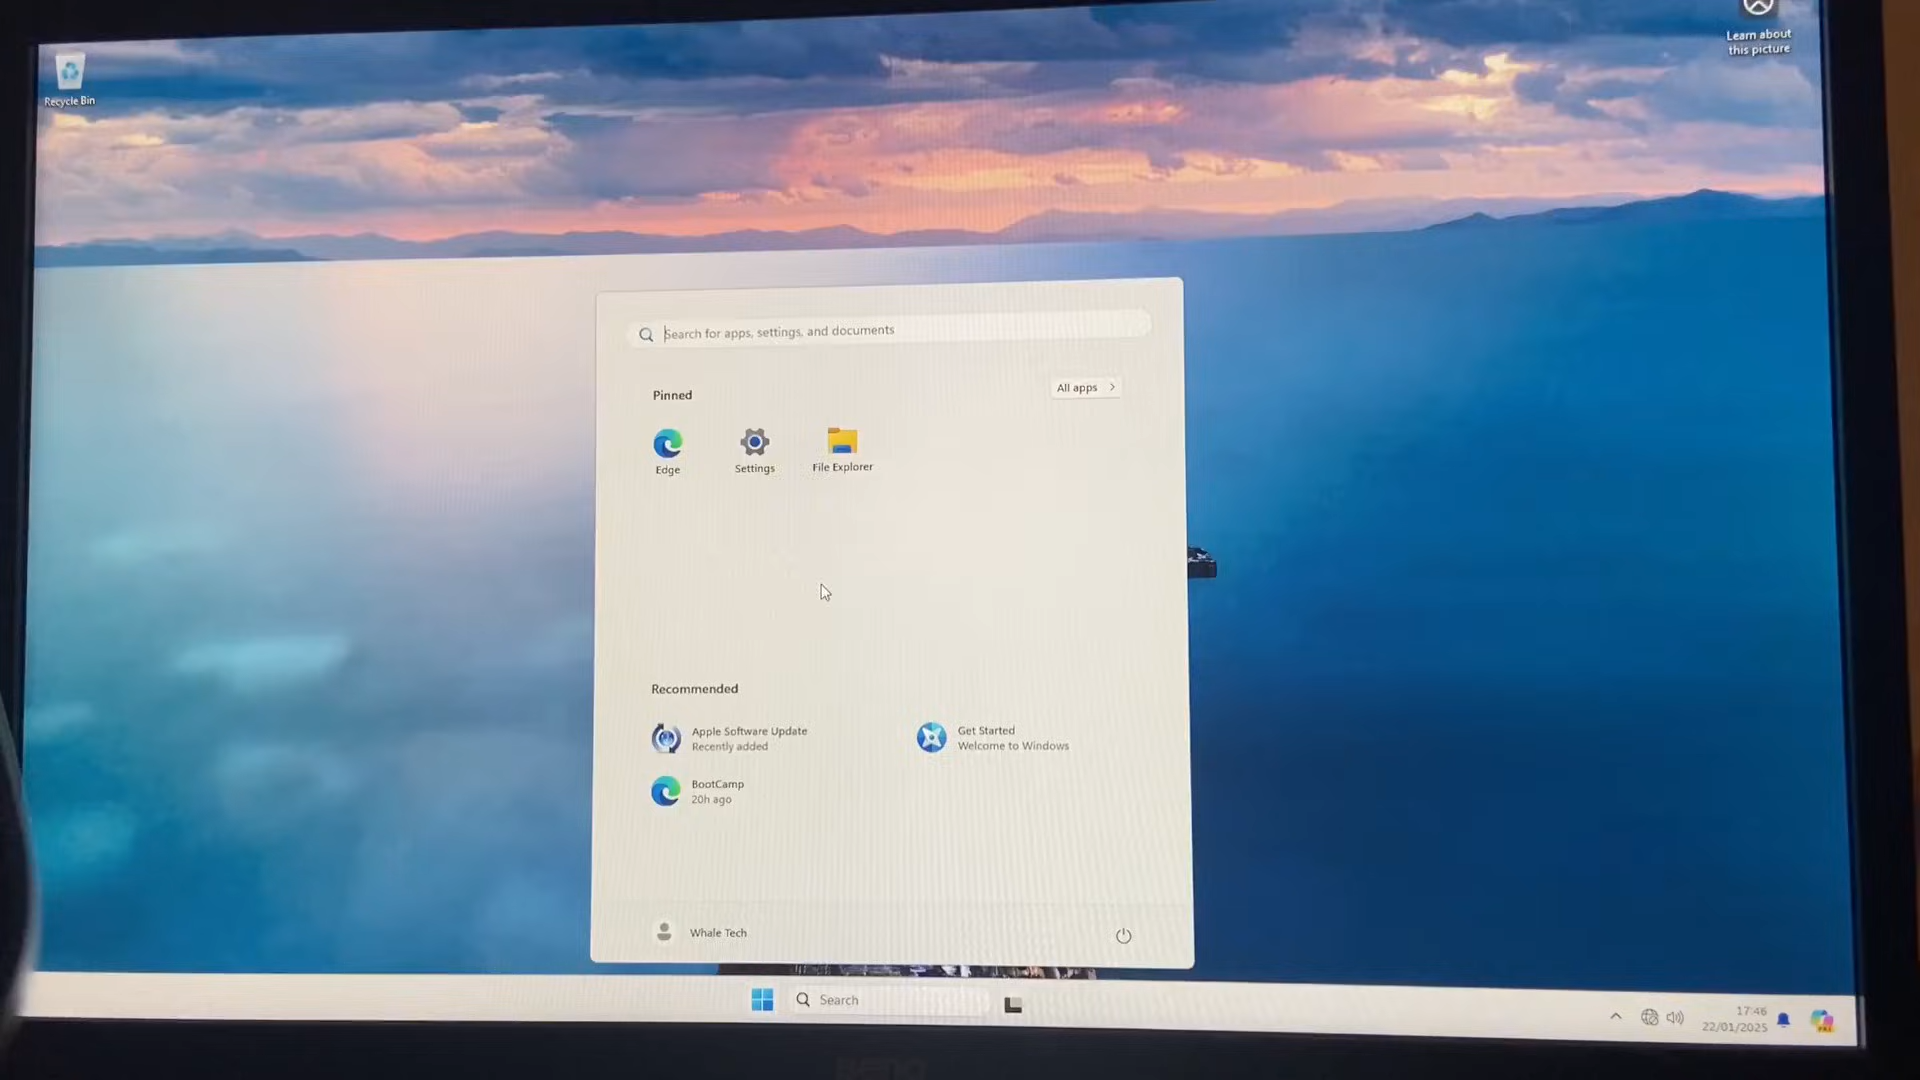 Recycle Bin
Learn about
this picture
Search for apps, settings, and documents
Pinned
All apps
Edge
Settings
File Explorer
Recommended
Apple Software Update
Recently added
Get Started
Welcome to Windows
BootCamp
20h ago
Whale Tech
Search
17:46
22/01/2025
BenQ